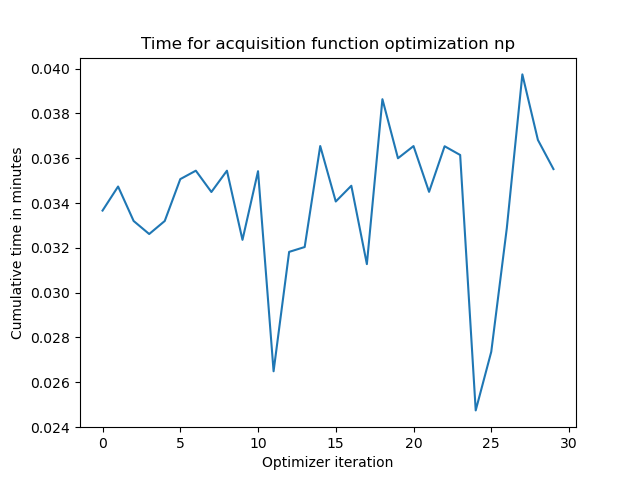 Time for acquisition function optimization np
0.040
0.038
0.036
0.034
0.032
0.030
0.028
0.026
0.024
Cumulative time in minutes
0 5 10 15 20 25 30
Optimizer iteration